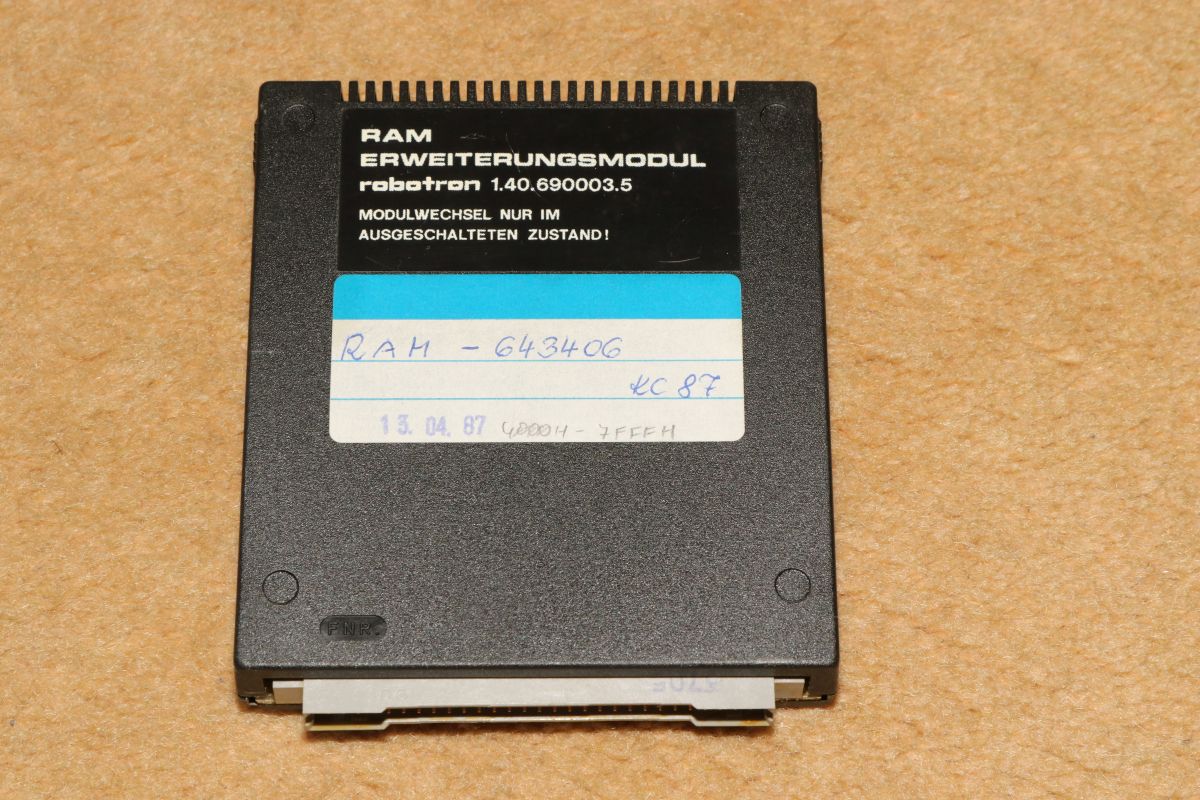 RAM
ERWEITERUNGSMODUL
robotron 1.40.690003.5
MODULWECHSEL NUR IM
AUSGESCHALTETEN ZUSTAND!
RAM - 643406
KC 87
13. 04. 87 4000H - 7FFFH
FNR.